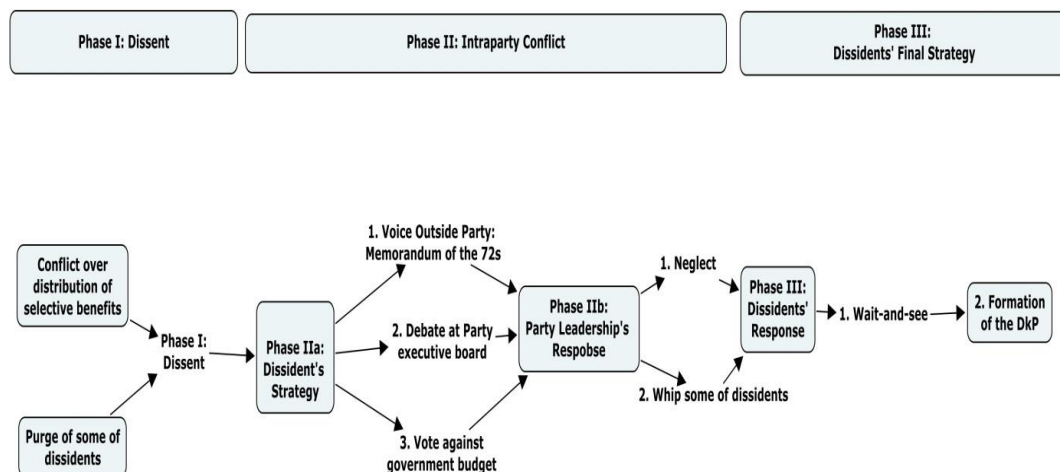 Phase I: Dissent
Phase II: Intraparty Conflict
Phase III:
Dissidents' Final Strategy
Conflict over
distribution of
selective benefits
Purge of some of
dissidents
Phase I:
Dissent
Phase IIa:
Dissident's
Strategy
1. Voice Outside Party:
Memorandum of the 72s
2. Debate at Party
executive board
3. Vote against
government budget
Phase IIb:
Party Leadership's
Respobse
1. Neglect
2. Whip some of dissidents
Phase III:
Dissidents'
Response
1. Wait-and-see
2. Formation
of the DkP